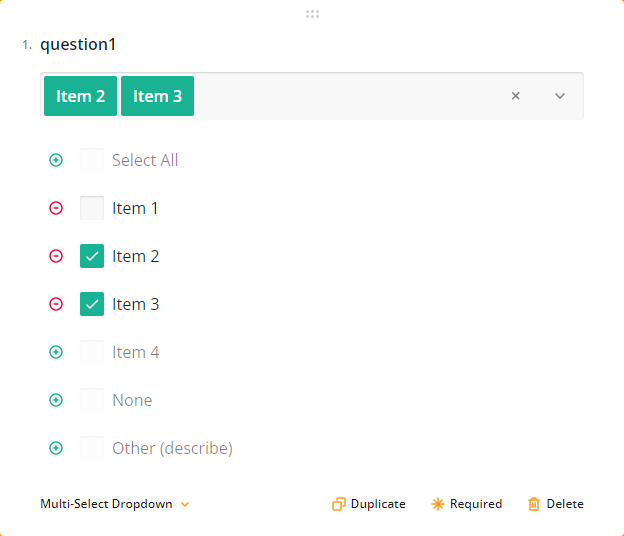 1. question1
Item 2 Item 3
Select All
Item 1
Item 2
Item 3
Item 4
None
Other (describe)
Multi-Select Dropdown Duplicate Required Delete